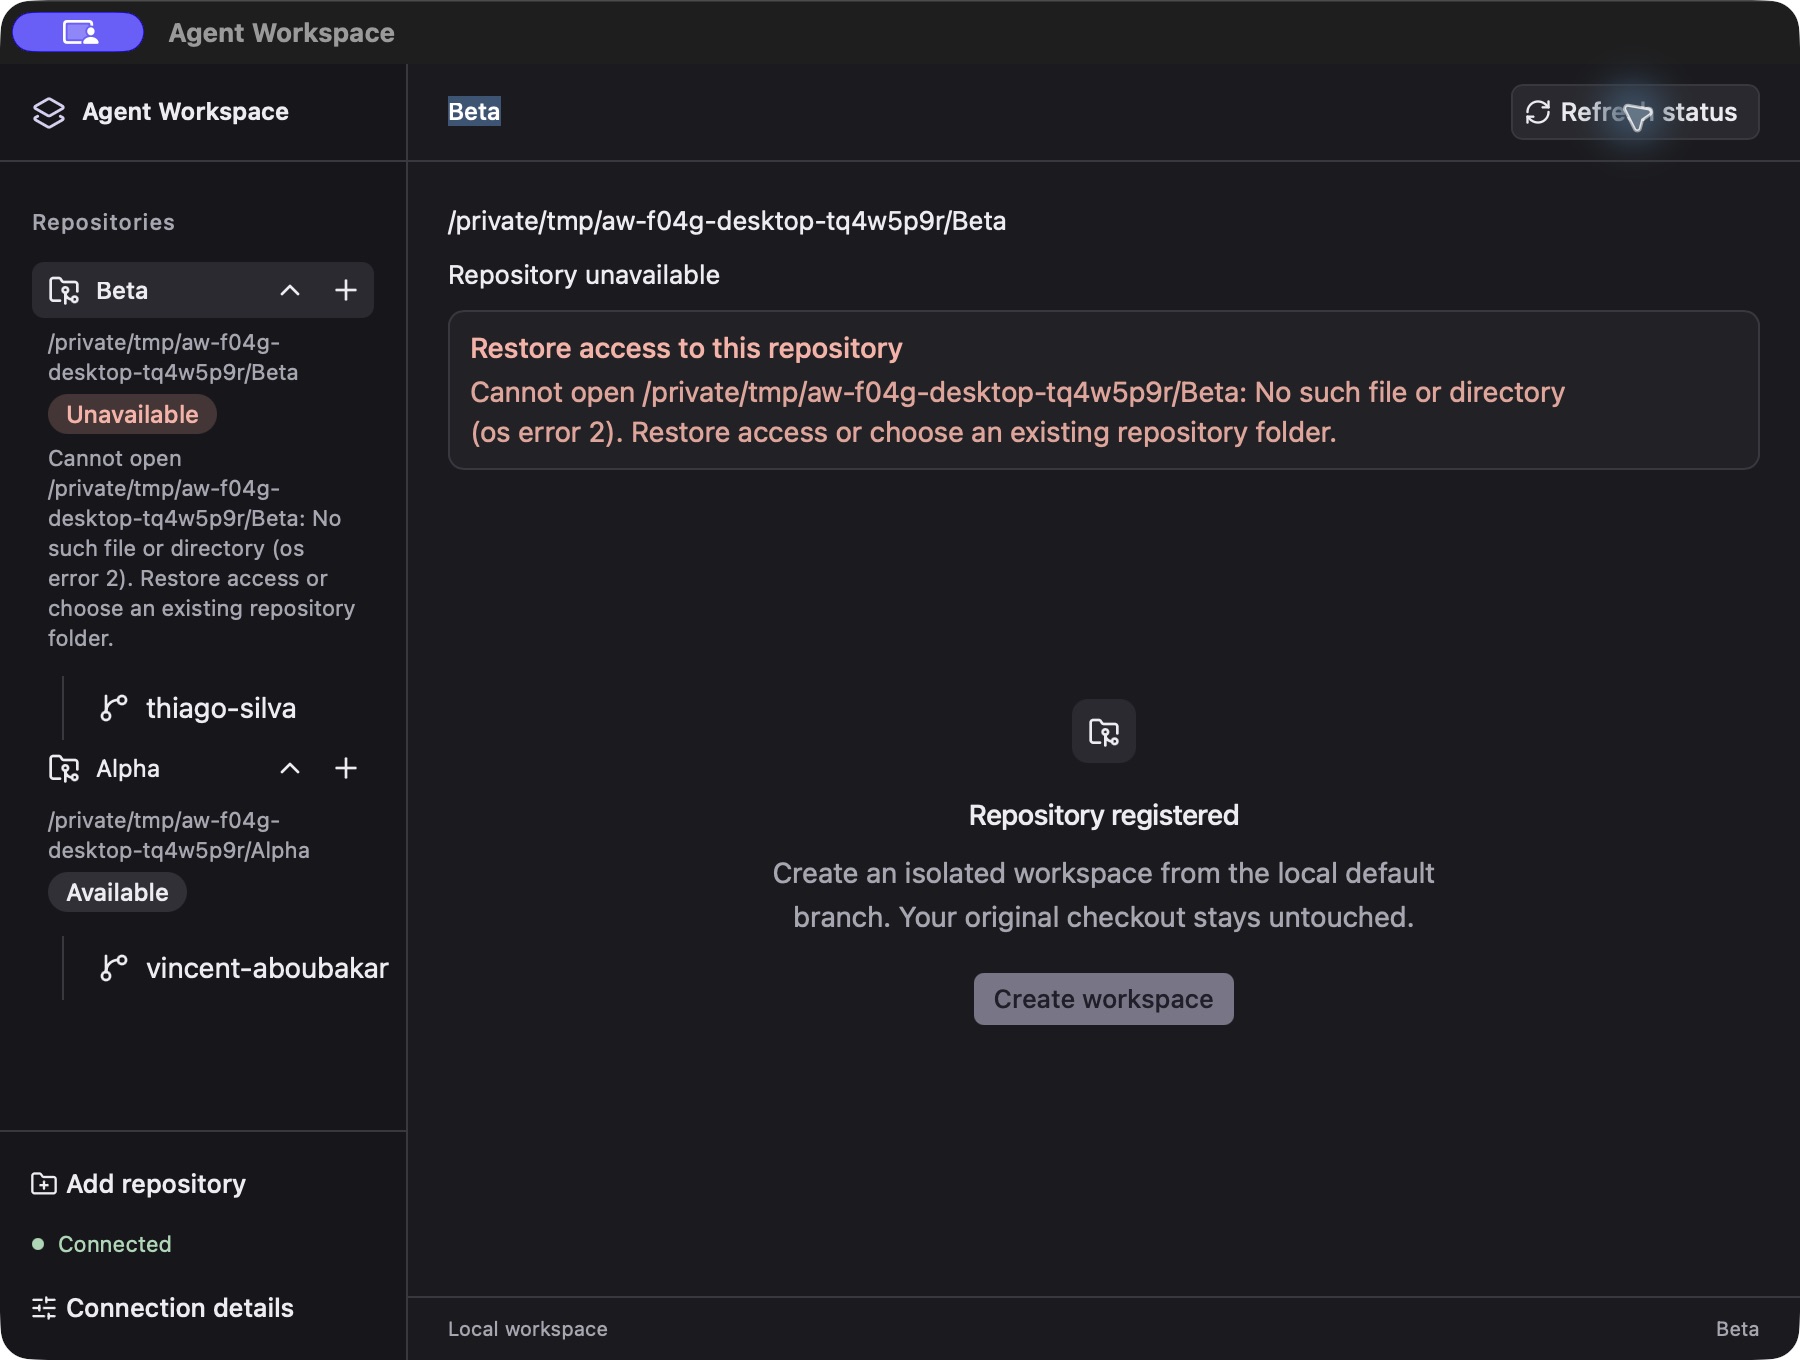 Agent Workspace
Agent Workspace
Beta
Refresh status
Repositories
Beta
/private/tmp/aw-f04g-
desktop-tq4w5p9r/Beta
Unavailable
Cannot open
/private/tmp/aw-f04g-
desktop-tq4w5p9r/Beta: No
such file or directory (os
error 2). Restore access or
choose an existing repository
folder.
thiago-silva
Alpha
/private/tmp/aw-f04g-
desktop-tq4w5p9r/Alpha
Available
vincent-aboubakar
Add repository
Connected
Connection details
/private/tmp/aw-f04g-desktop-tq4w5p9r/Beta
Repository unavailable
Restore access to this repository
Cannot open /private/tmp/aw-f04g-desktop-tq4w5p9r/Beta: No such file or directory
(os error 2). Restore access or choose an existing repository folder.
Repository registered
Create an isolated workspace from the local default
branch. Your original checkout stays untouched.
Create workspace
Local workspace
Beta